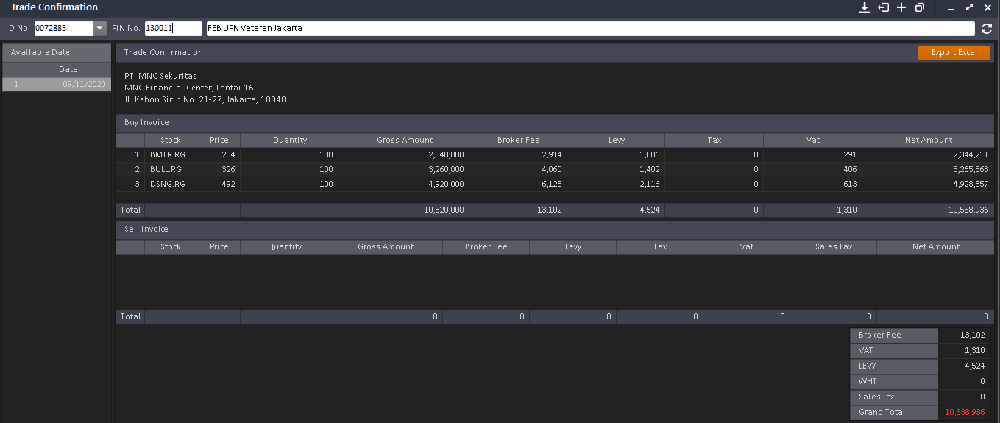 Trade Confirmation
ID No. 0072885 PIN No. 130011 FEB UPN Veteran Jakarta
Available Date
Date
1 09/11/2020
Trade Confirmation Export Excel
PT. MNC Sekuritas
MNC Financial Center, Lantai 16
Jl. Kebon Sirih No. 21-27, Jakarta, 10340
Buy Invoice
Stock Price Quantity Gross Amount Broker Fee Levy Tax Vat Net Amount
1 BMTR.RG 234 100 2,340,000 2,914 1,006 0 291 2,344,211
2 BULL.RG 326 100 3,260,000 4,060 1,402 0 406 3,265,868
3 DSNG.RG 492 100 4,920,000 6,128 2,116 0 613 4,928,857
Total 10,520,000 13,102 4,524 0 1,310 10,538,936
Sell Invoice
Stock Price Quantity Gross Amount Broker Fee Levy Tax Vat Sales Tax Net Amount
Total 0 0 0 0 0 0 0
Broker Fee 13,102
VAT 1,310
LEVY 4,524
WHT 0
Sales Tax 0
Grand Total 10,538,936